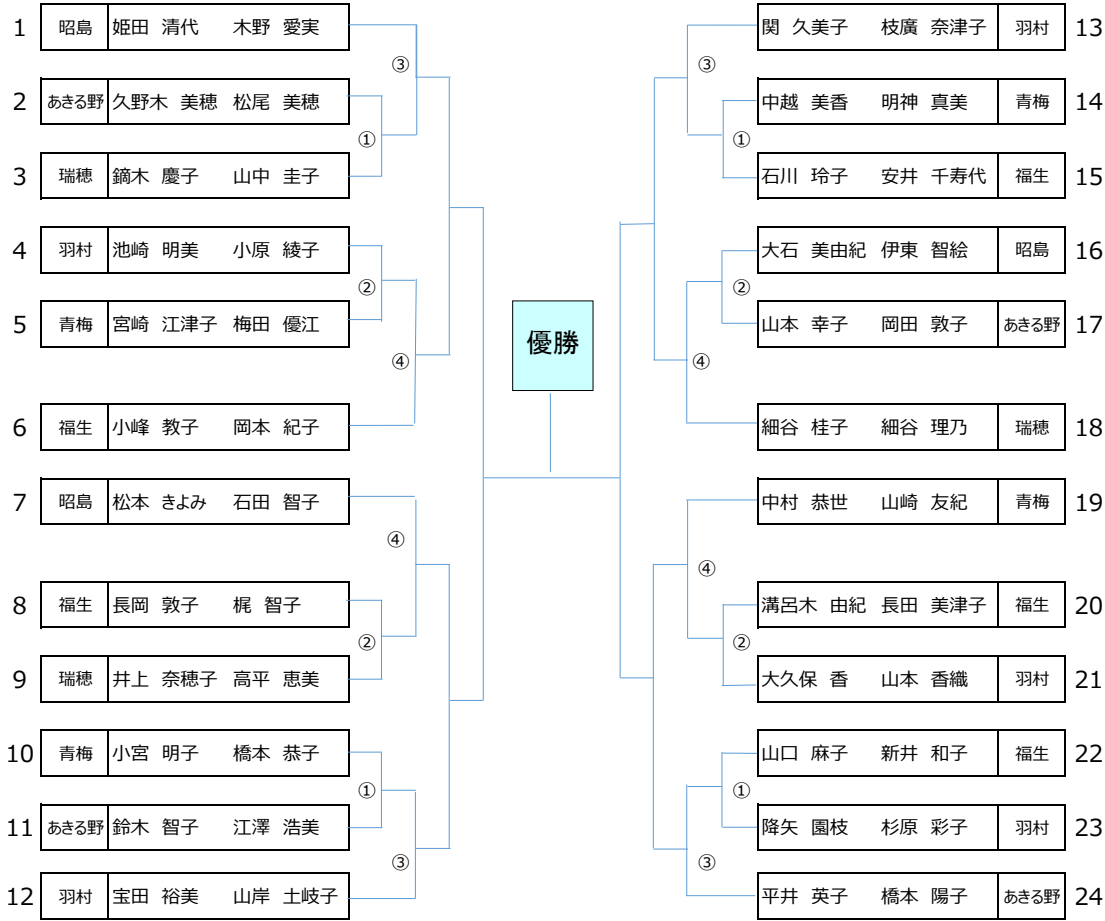 1 昭島 姫田 清代 木野 愛実
③
2 あきる野 久野木 美穂 松尾 美穂
①
3 瑞穂 鏑木 慶子 山中 圭子
4 羽村 池崎 明美 小原 綾子
②
5 青梅 宮崎 江津子 梅田 優江
④
6 福生 小峰 教子 岡本 紀子
7 昭島 松本 きよみ 石田 智子
④
8 福生 長岡 敦子 梶 智子
②
9 瑞穂 井上 奈穂子 高平 恵美
10 青梅 小宮 明子 橋本 恭子
①
11 あきる野 鈴木 智子 江澤 浩美
③
12 羽村 宝田 裕美 山岸 土岐子
優勝
関 久美子 枝廣 奈津子 羽村 13
③
中越 美香 明神 真美 青梅 14
①
石川 玲子 安井 千寿代 福生 15
大石 美由紀 伊東 智絵 昭島 16
②
山本 幸子 岡田 敦子 あきる野 17
④
細谷 桂子 細谷 理乃 瑞穂 18
中村 恭世 山崎 友紀 青梅 19
④
溝呂木 由紀 長田 美津子 福生 20
②
大久保 香 山本 香織 羽村 21
山口 麻子 新井 和子 福生 22
①
降矢 園枝 杉原 彩子 羽村 23
③
平井 英子 橋本 陽子 あきる野 24